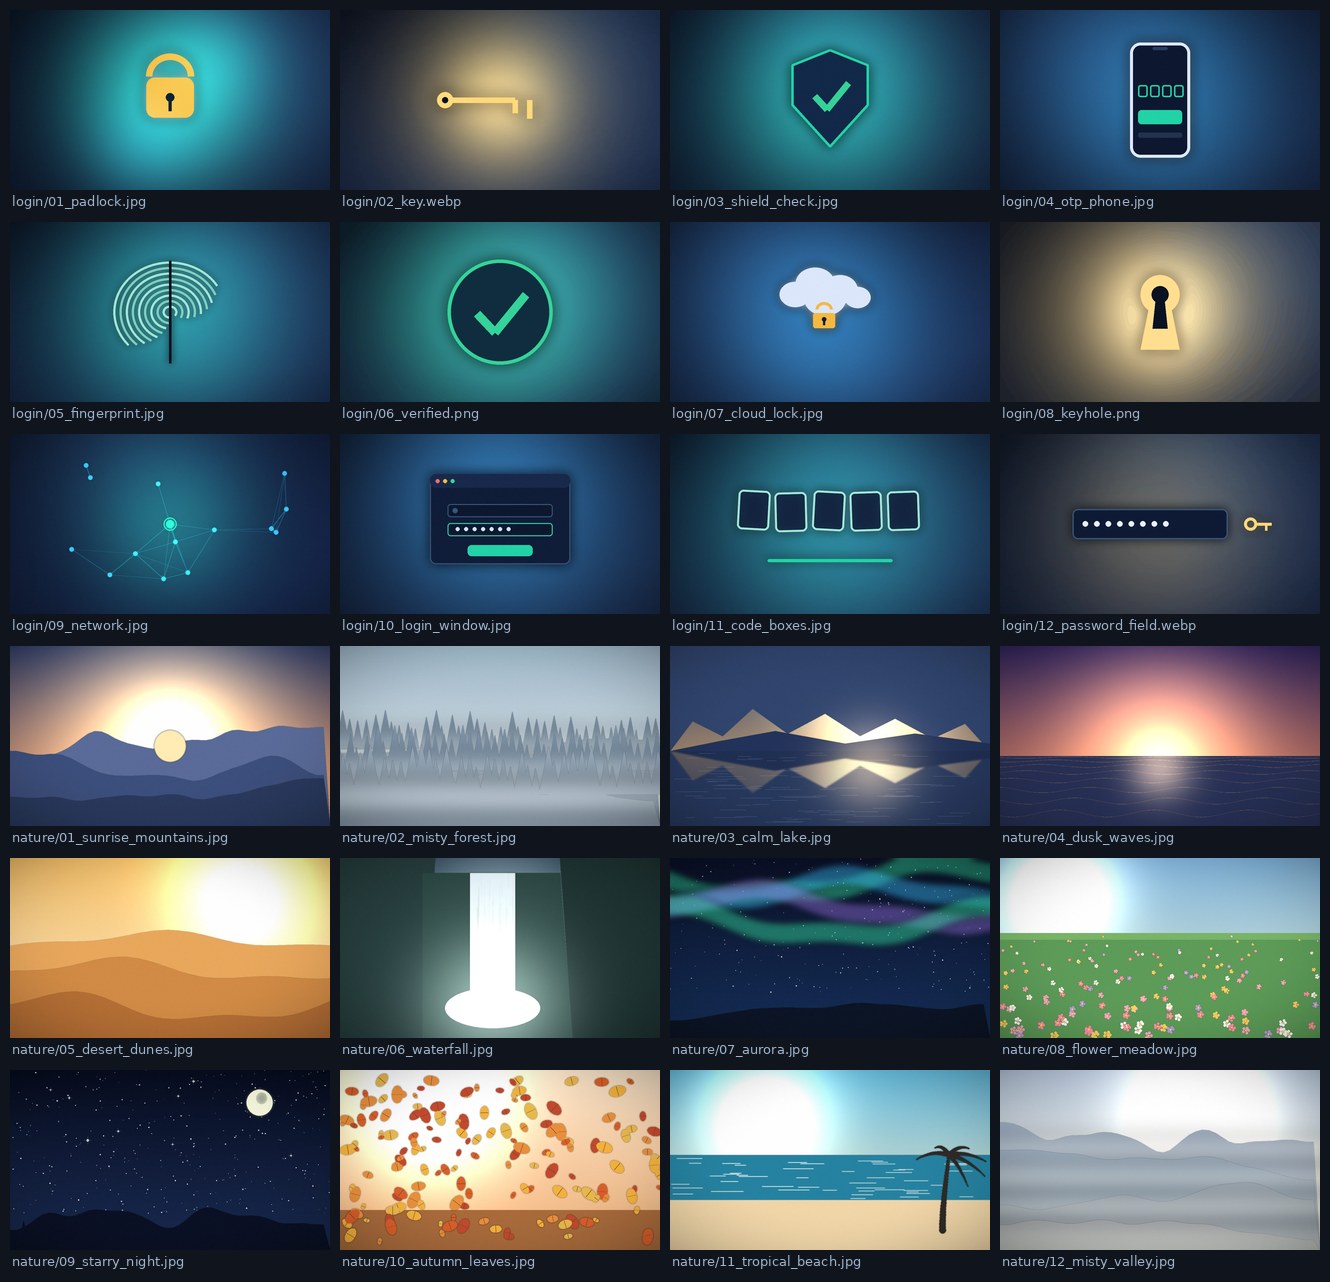 login/01_padlock.jpg login/02_key.webp login/03_shield_check.jpg login/04_otp_phone.jpg
login/05_fingerprint.jpg login/06_verified.png login/07_cloud_lock.jpg login/08_keyhole.png
login/09_network.jpg login/10_login_window.jpg login/11_code_boxes.jpg login/12_password_field.webp
nature/01_sunrise_mountains.jpg nature/02_misty_forest.jpg nature/03_calm_lake.jpg nature/04_dusk_waves.jpg
nature/05_desert_dunes.jpg nature/06_waterfall.jpg nature/07_aurora.jpg nature/08_flower_meadow.jpg
nature/09_starry_night.jpg nature/10_autumn_leaves.jpg nature/11_tropical_beach.jpg nature/12_misty_valley.jpg